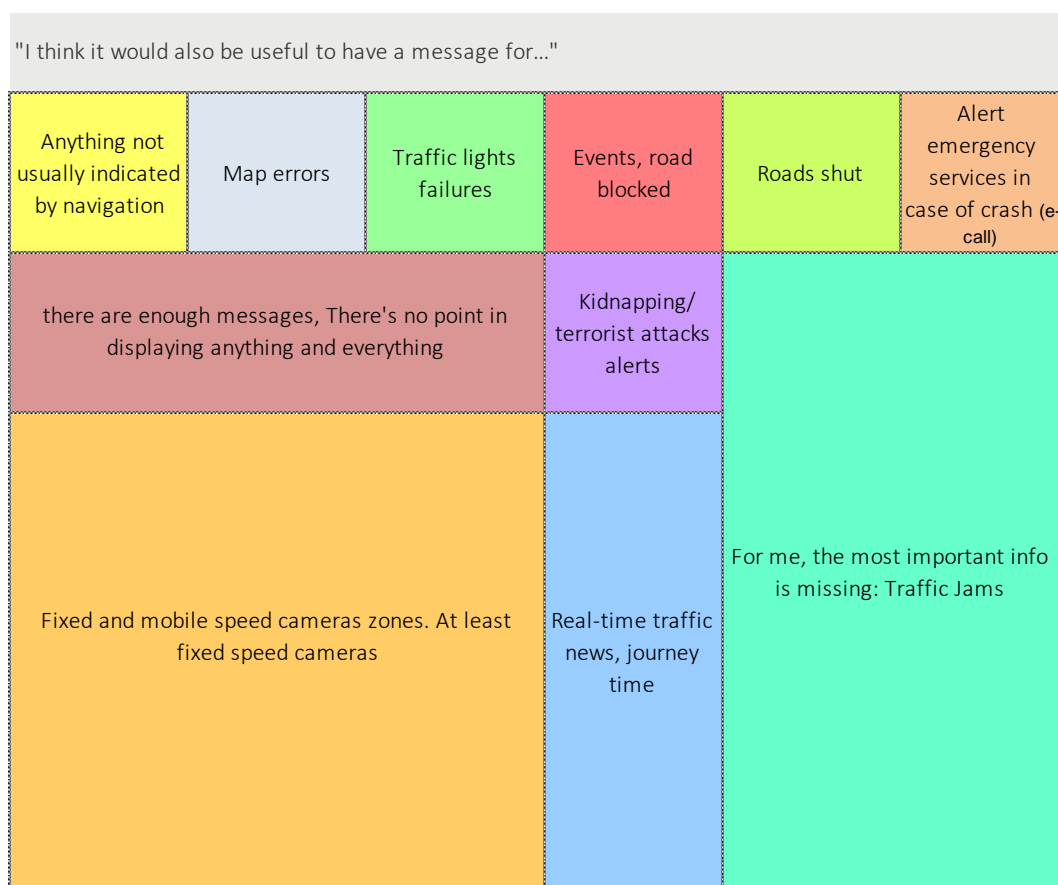 "I think it would also be useful to have a message for..."
Anything not
usually indicated
by navigation
Map errors
Traffic lights
failures
Events, road
blocked
Roads shut
Alert
emergency
services in
case of crash (e-
call)
there are enough messages, There's no point in
displaying anything and everything
Kidnapping/
terrorist attacks
alerts
For me, the most important info
is missing: Traffic Jams
Fixed and mobile speed cameras zones. At least
fixed speed cameras
Real-time traffic
news, journey
time